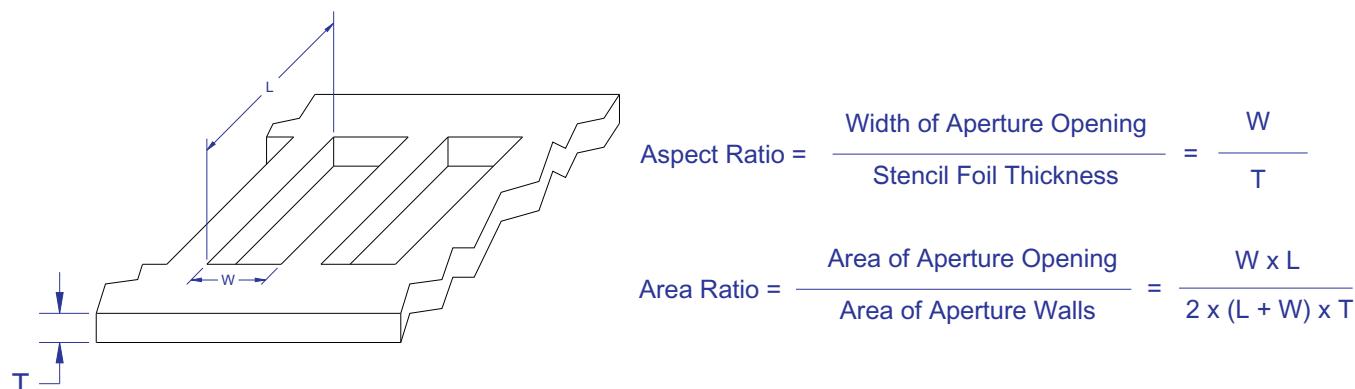 L
W
T
Aspect Ratio = Width of Aperture Opening / Stencil Foil Thickness = W / T
Area Ratio = Area of Aperture Opening / Area of Aperture Walls = W x L / 2 x (L + W) x T